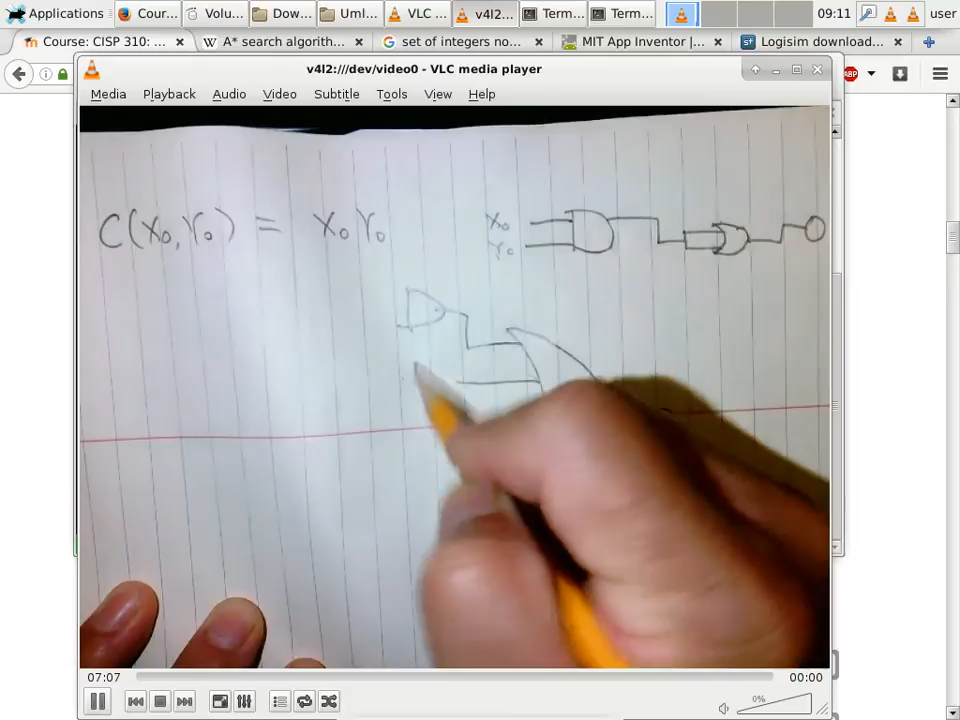 Applications Cour... Volu... Dow... Uml... VLC ... v4l2... Term... Term... 09:11 user
Course: CISP 310: ... A* search algorith... set of integers no... MIT App Inventor | ... Logisim download...
v4l2:///dev/video0 - VLC media player
Media Playback Audio Video Subtitle Tools View Help
C(X₀,Y₀) = X₀Y₀
X₀
Y₀
07:07 00:00
0%